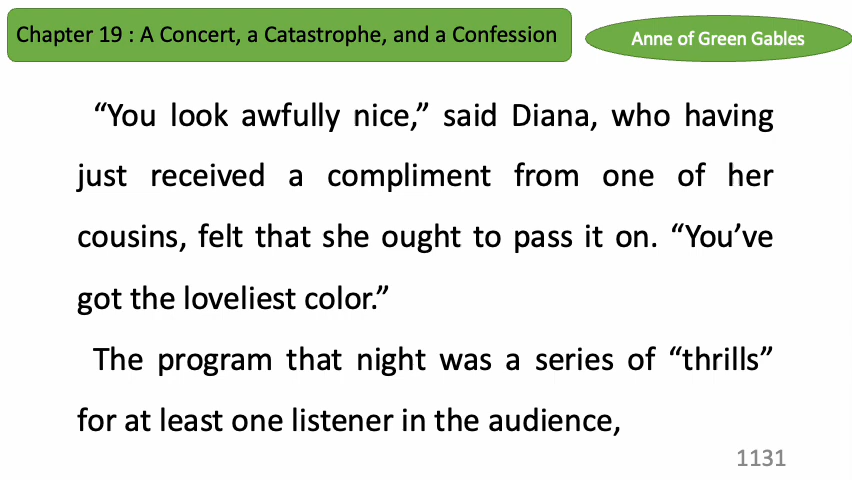 Chapter 19 : A Concert, a Catastrophe, and a Confession
Anne of Green Gables
“You look awfully nice,” said Diana, who having
just received a compliment from one of her
cousins, felt that she ought to pass it on. “You’ve
got the loveliest color.”
The program that night was a series of “thrills”
for at least one listener in the audience,
1131